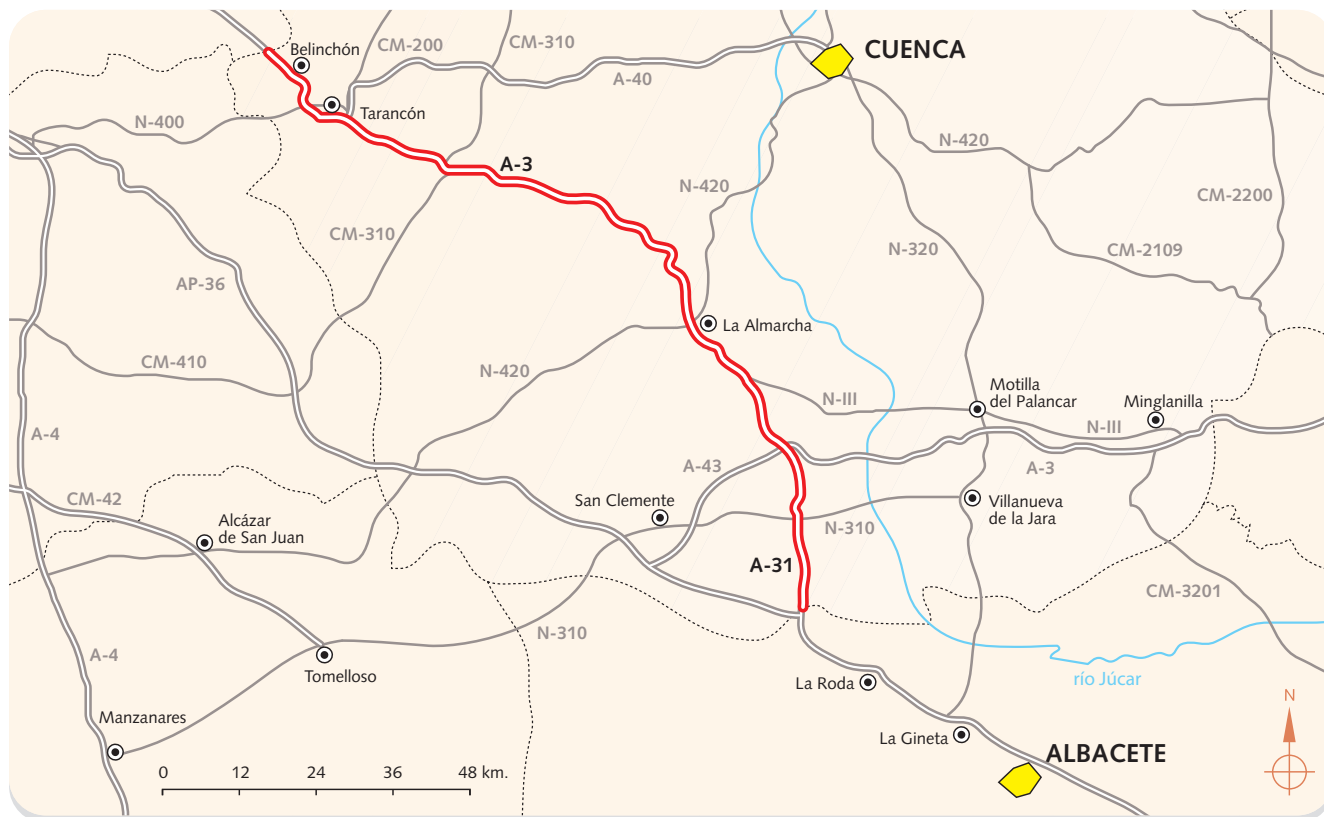 CM-310
CUENCA
Belinchón
CM-200
A-40
Tarancón
N-400
N-420
A-3
N-420
CM-2200
CM-310
N-320
CM-2109
AP-36
La Almarcha
CM-410
N-420
Motilla
del Palancar
N-III
Minglanilla
N-III
A-4
A-43
A-3
CM-42
San Clemente
Villanueva
de la Jara
Alcázar
de San Juan
N-310
A-31
CM-3201
N-310
A-4
Tomelloso
La Roda
río Júcar
N
Manzanares
La Gineta
ALBACETE
0 12 24 36 48 km.